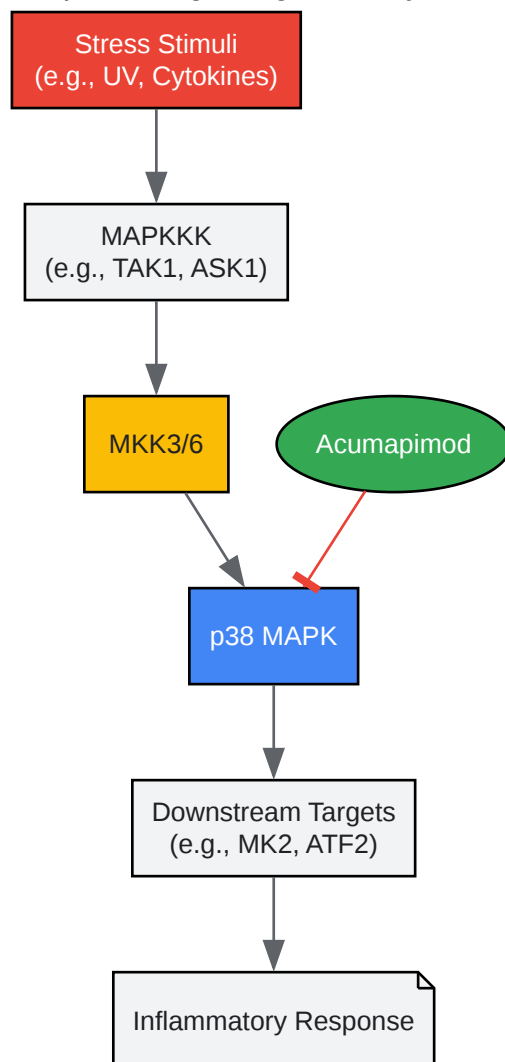 Stress Stimuli
(e.g., UV, Cytokines)
MAPKKK
(e.g., TAK1, ASK1)
MKK3/6
Acumapimod
p38 MAPK
Downstream Targets
(e.g., MK2, ATF2)
Inflammatory Response